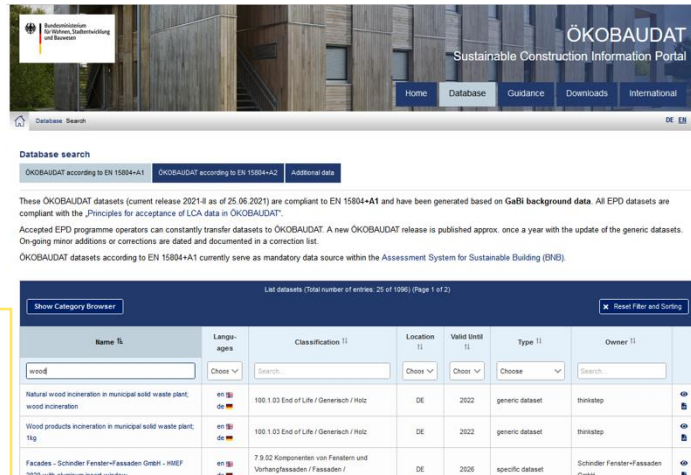 Bundesministerium
für Wohnen, Stadtentwicklung
und Bauwesen
ÖKOBAUDAT
Sustainable Construction Information Portal
Home Database Guidance Downloads International
Database Search DE EN
Database search
ÖKOBAUDAT according to EN 15804+A1 ÖKOBAUDAT according to EN 15804+A2 Additional data
These ÖKOBAUDAT datasets (current release 2021-II as of 25.06.2021) are compliant to EN 15804+A1 and have been generated based on GaBi background data. All EPD datasets are
compliant with the „Principles for acceptance of LCA data in ÖKOBAUDAT".
Accepted EPD programme operators can constantly transfer datasets to ÖKOBAUDAT. A new ÖKOBAUDAT release is published approx. once a year with the update of the generic datasets.
On-going minor additions or corrections are dated and documented in a correction list.
ÖKOBAUDAT datasets according to EN 15804+A1 currently serve as mandatory data source within the Assessment System for Sustainable Building (BNB).
List datasets (Total number of entries: 25 of 1096) (Page 1 of 2)
Show Category Browser Reset Filter and Sorting
Name Langu- Classification Location Valid Until Type Owner
ages
wood Choos Search... Choos Choos Choose Search...
Natural wood incineration in municipal solid waste plant; en 100.1.03 End of Life / Generisch / Holz DE 2022 generic dataset thinkstep
wood incineration de
Wood products incineration in municipal solid waste plant; en 100.1.03 End of Life / Generisch / Holz DE 2022 generic dataset thinkstep
1kg de
7.9.02 Komponenten von Fenstern und
Facades - Schindler Fenster+Fassaden GmbH - HMEF en Vorhangfassaden / Fassaden / DE 2026 specific dataset Schindler Fenster+Fassaden